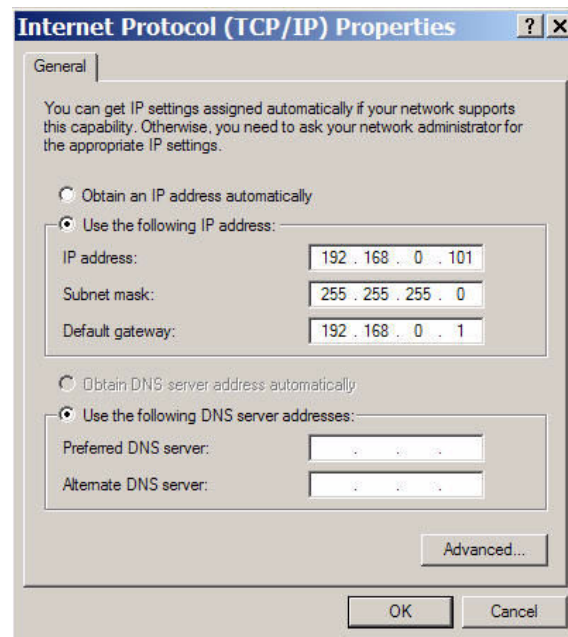 Internet Protocol (TCP/IP) Properties ? X
General
You can get IP settings assigned automatically if your network supports
this capability. Otherwise, you need to ask your network administrator for
the appropriate IP settings.
Obtain an IP address automatically
Use the following IP address:
IP address: 192 . 168 . 0 . 101
Subnet mask: 255 . 255 . 255 . 0
Default gateway: 192 . 168 . 0 . 1
Obtain DNS server address automatically
Use the following DNS server addresses:
Preferred DNS server: . . .
Alternate DNS server: . . .
Advanced...
OK Cancel